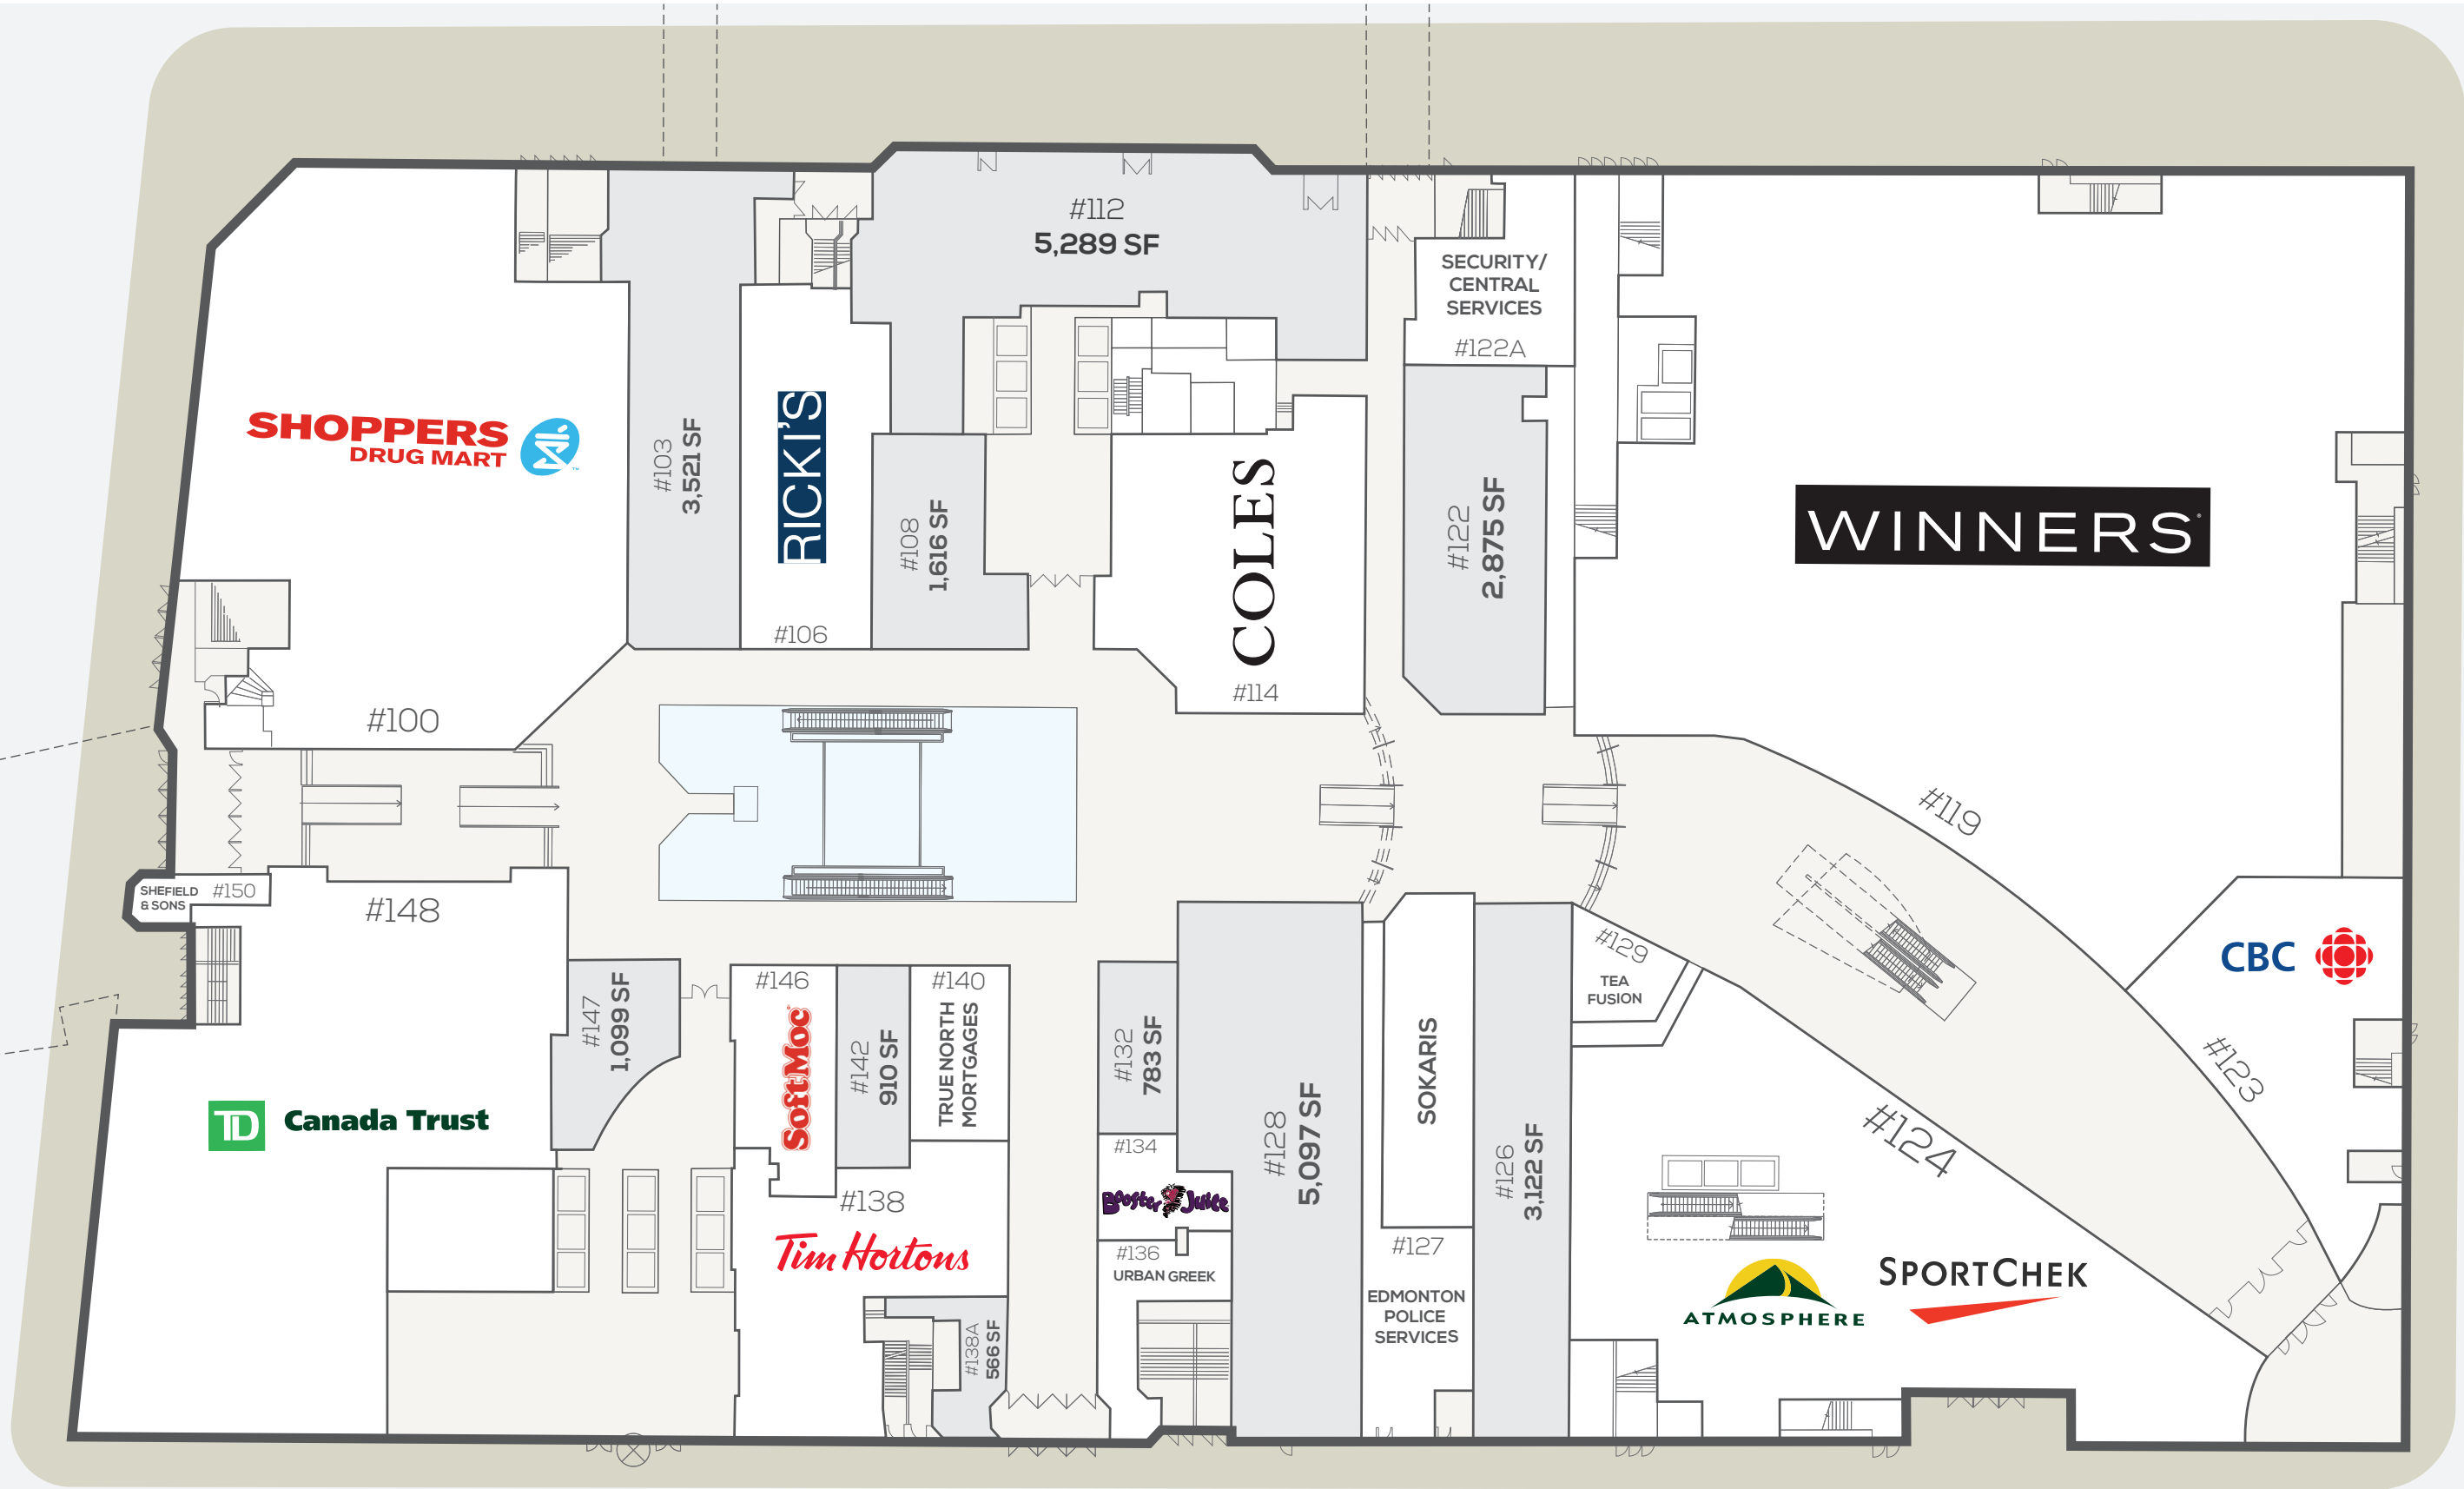 #112
5,289 SF
SECURITY/
CENTRAL
SERVICES
#122A
SHOPPERS
DRUG MART
#100
#103
3,521 SF
RICKI'S
#106
#108
1,616 SF
COLES
#114
#122
2,875 SF
WINNERS
#119
SHEFIELD
& SONS
#150
#148
TD Canada Trust
#147
1,099 SF
#146
SoftMoc
#142
910 SF
#140
TRUE NORTH
MORTGAGES
#138
Tim Hortons
#138A
566 SF
#132
783 SF
#134
Booster Juice
#136
URBAN GREEK
#128
5,097 SF
SOKARIS
#127
EDMONTON
POLICE
SERVICES
#126
3,122 SF
#129
TEA
FUSION
#124
ATMOSPHERE
SPORTCHEK
CBC
#123